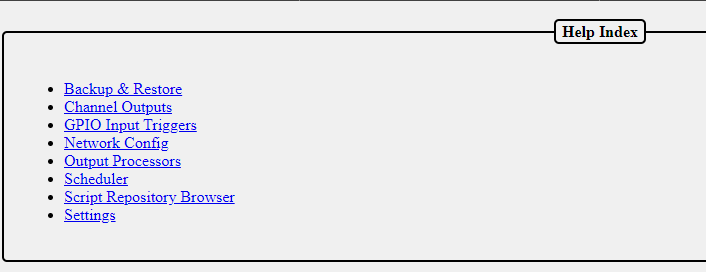 Help Index
Backup & Restore
Channel Outputs
GPIO Input Triggers
Network Config
Output Processors
Scheduler
Script Repository Browser
Settings